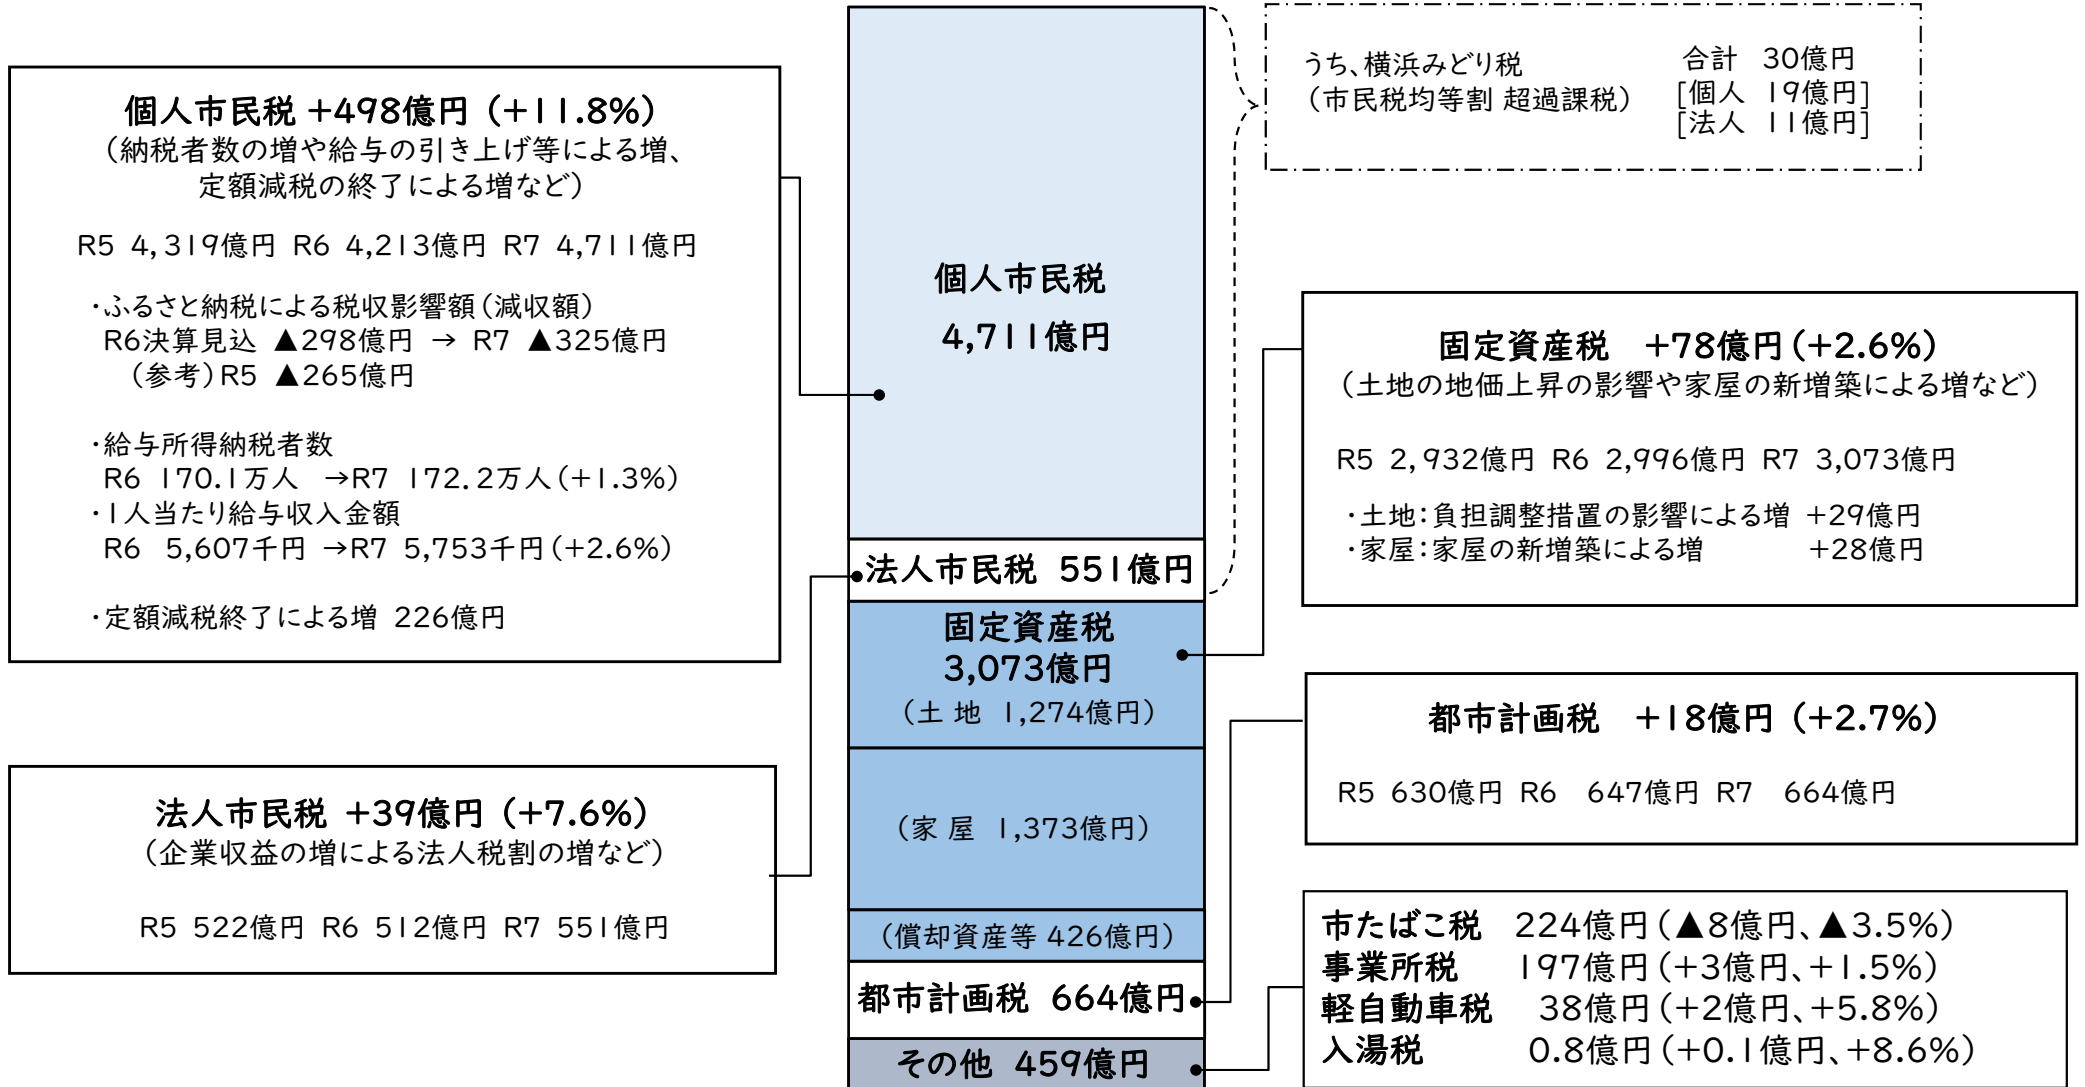 個人市民税 +498億円 (+11.8%)
（納税者数の増や給与の引き上げ等による増、
定額減税の終了による増など）
R5 4,319億円 R6 4,213億円 R7 4,711億円
・ふるさと納税による税収影響額（減収額）
R6決算見込 ▲298億円 → R7 ▲325億円
（参考）R5 ▲265億円
・給与所得納税者数
R6 170.1万人 →R7 172.2万人（+1.3%）
・1人当たり給与収入金額
R6 5,607千円 →R7 5,753千円（+2.6%）
・定額減税終了による増 226億円
法人市民税 +39億円 (+7.6%)
（企業収益の増による法人税割の増など）
R5 522億円 R6 512億円 R7 551億円
個人市民税
4,711億円
法人市民税 551億円
固定資産税
3,073億円
（土 地 1,274億円）
（家 屋 1,373億円）
（償却資産等 426億円）
都市計画税 664億円
その他 459億円
うち、横浜みどり税 合計 30億円
（市民税均等割 超過課税） [個人 19億円]
[法人 11億円]
固定資産税 +78億円（+2.6%）
（土地の地価上昇の影響や家屋の新増築による増など）
R5 2,932億円 R6 2,996億円 R7 3,073億円
・土地：負担調整措置の影響による増 +29億円
・家屋：家屋の新増築による増 +28億円
都市計画税 +18億円 (+2.7%)
R5 630億円 R6 647億円 R7 664億円
市たばこ税 224億円（▲8億円、▲3.5%）
事業所税 197億円（+3億円、+1.5%）
軽自動車税 38億円（+2億円、+5.8%）
入湯税 0.8億円（+0.1億円、+8.6%）